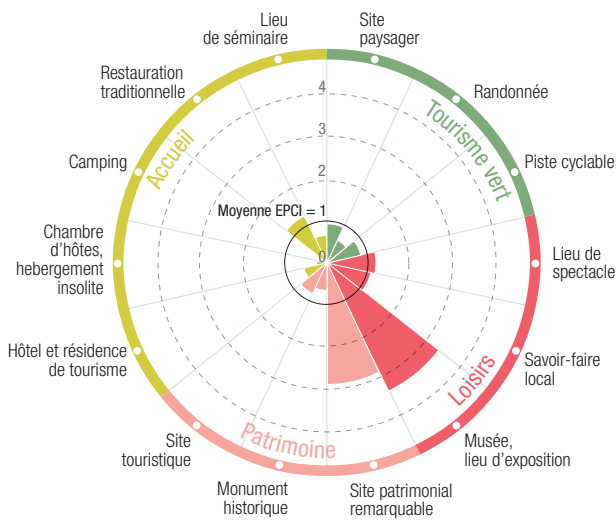 Lieu
de séminaire
Site
paysager
Restauration
traditionnelle
Randonnée
Camping
Piste cyclable
Chambre
d'hôtes,
hebergement
insolite
Lieu de
spectacle
Hôtel et résidence
de tourisme
Savoir-faire
local
Site
touristique
Musée,
lieu d'exposition
Monument
historique
Site patrimonial
remarquable
Accueil
Tourisme vert
Loisirs
Patrimoine
4
3
2
Moyenne EPCI = 1
0